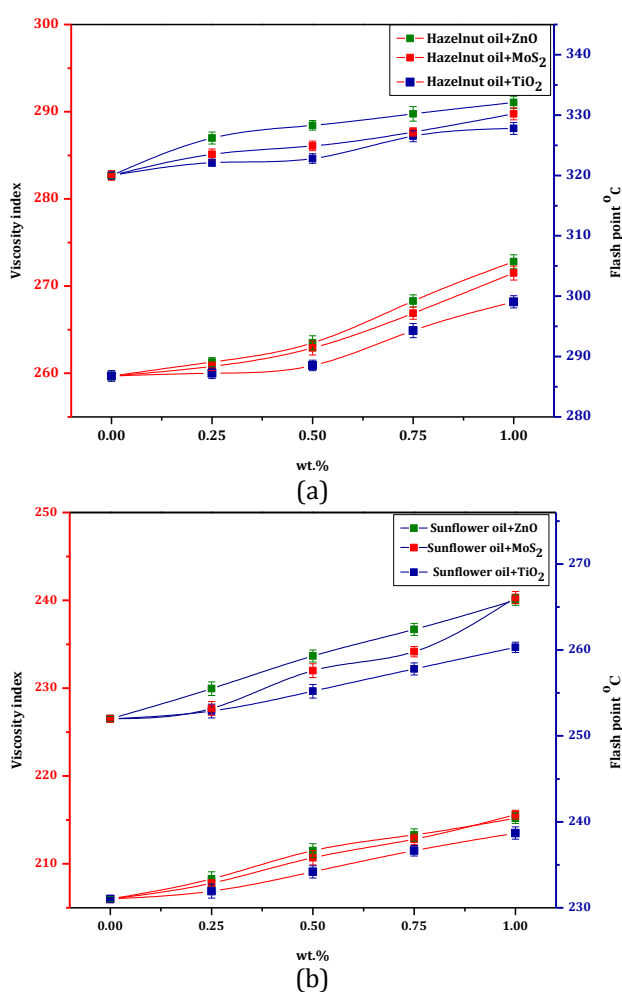 300
290
280
270
260
Viscosity index
Hazelnut oil+ZnO
Hazelnut oil+MoS2
Hazelnut oil+TiO2
340
330
320
310
300
290
280
Flash point oC
0.00 0.25 0.50 0.75 1.00
wt.%
(a)
250
240
230
220
210
Viscosity index
Sunflower oil+ZnO
Sunflower oil+MoS2
Sunflower oil+TiO2
270
260
250
240
230
Flash point oC
0.00 0.25 0.50 0.75 1.00
wt.%
(b)